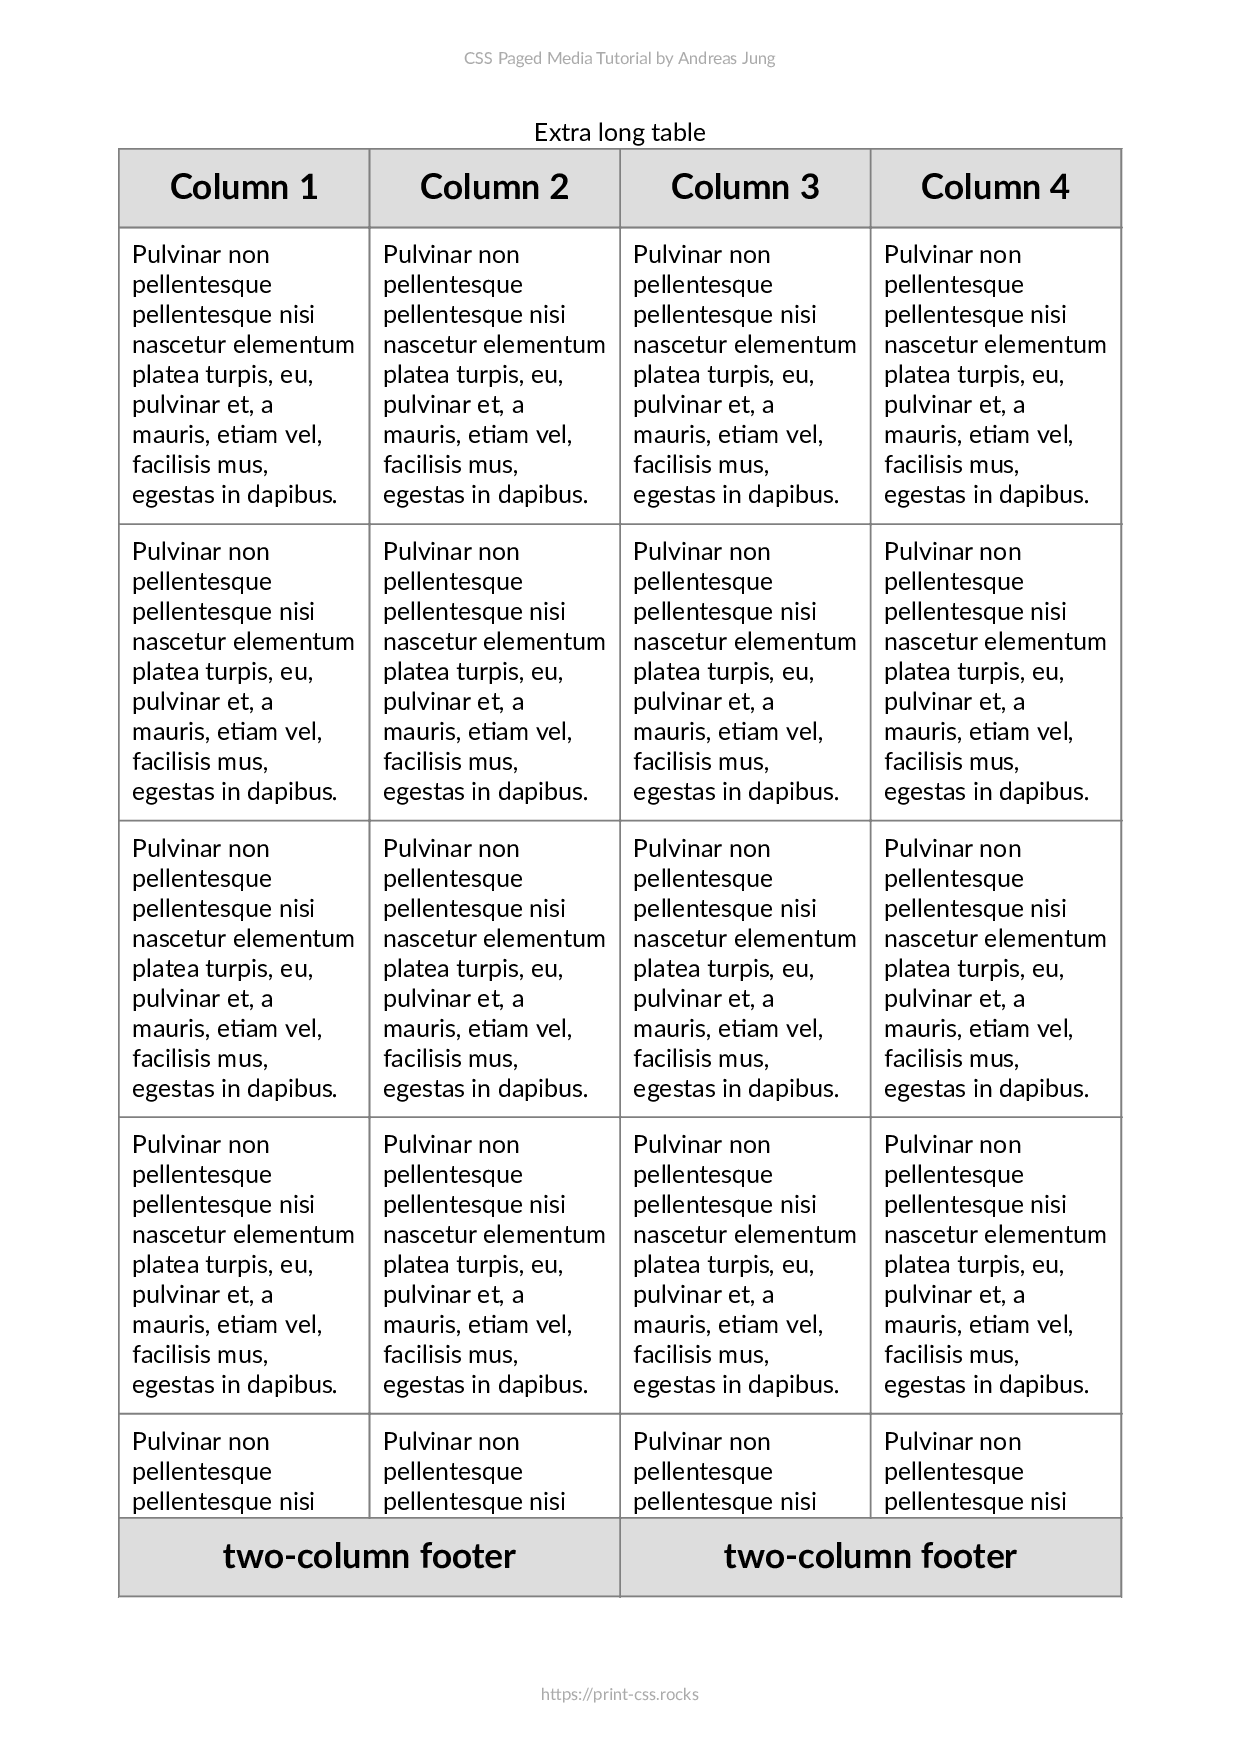 CSS Paged Media Tutorial by Andreas Jung
Extra long table
Column 1 Column 2 Column 3 Column 4
Pulvinar non Pulvinar non Pulvinar non Pulvinar non
pellentesque pellentesque pellentesque pellentesque
pellentesque nisi pellentesque nisi pellentesque nisi pellentesque nisi
nascetur elementum nascetur elementum nascetur elementum nascetur elementum
platea turpis, eu, platea turpis, eu, platea turpis, eu, platea turpis, eu,
pulvinar et, a pulvinar et, a pulvinar et, a pulvinar et, a
mauris, etiam vel, mauris, etiam vel, mauris, etiam vel, mauris, etiam vel,
facilisis mus, facilisis mus, facilisis mus, facilisis mus,
egestas in dapibus. egestas in dapibus. egestas in dapibus. egestas in dapibus.
Pulvinar non Pulvinar non Pulvinar non Pulvinar non
pellentesque pellentesque pellentesque pellentesque
pellentesque nisi pellentesque nisi pellentesque nisi pellentesque nisi
nascetur elementum nascetur elementum nascetur elementum nascetur elementum
platea turpis, eu, platea turpis, eu, platea turpis, eu, platea turpis, eu,
pulvinar et, a pulvinar et, a pulvinar et, a pulvinar et, a
mauris, etiam vel, mauris, etiam vel, mauris, etiam vel, mauris, etiam vel,
facilisis mus, facilisis mus, facilisis mus, facilisis mus,
egestas in dapibus. egestas in dapibus. egestas in dapibus. egestas in dapibus.
Pulvinar non Pulvinar non Pulvinar non Pulvinar non
pellentesque pellentesque pellentesque pellentesque
pellentesque nisi pellentesque nisi pellentesque nisi pellentesque nisi
nascetur elementum nascetur elementum nascetur elementum nascetur elementum
platea turpis, eu, platea turpis, eu, platea turpis, eu, platea turpis, eu,
pulvinar et, a pulvinar et, a pulvinar et, a pulvinar et, a
mauris, etiam vel, mauris, etiam vel, mauris, etiam vel, mauris, etiam vel,
facilisis mus, facilisis mus, facilisis mus, facilisis mus,
egestas in dapibus. egestas in dapibus. egestas in dapibus. egestas in dapibus.
Pulvinar non Pulvinar non Pulvinar non Pulvinar non
pellentesque pellentesque pellentesque pellentesque
pellentesque nisi pellentesque nisi pellentesque nisi pellentesque nisi
nascetur elementum nascetur elementum nascetur elementum nascetur elementum
platea turpis, eu, platea turpis, eu, platea turpis, eu, platea turpis, eu,
pulvinar et, a pulvinar et, a pulvinar et, a pulvinar et, a
mauris, etiam vel, mauris, etiam vel, mauris, etiam vel, mauris, etiam vel,
facilisis mus, facilisis mus, facilisis mus, facilisis mus,
egestas in dapibus. egestas in dapibus. egestas in dapibus. egestas in dapibus.
Pulvinar non Pulvinar non Pulvinar non Pulvinar non
pellentesque pellentesque pellentesque pellentesque
pellentesque nisi pellentesque nisi pellentesque nisi pellentesque nisi
two-column footer two-column footer
https://print-css.rocks